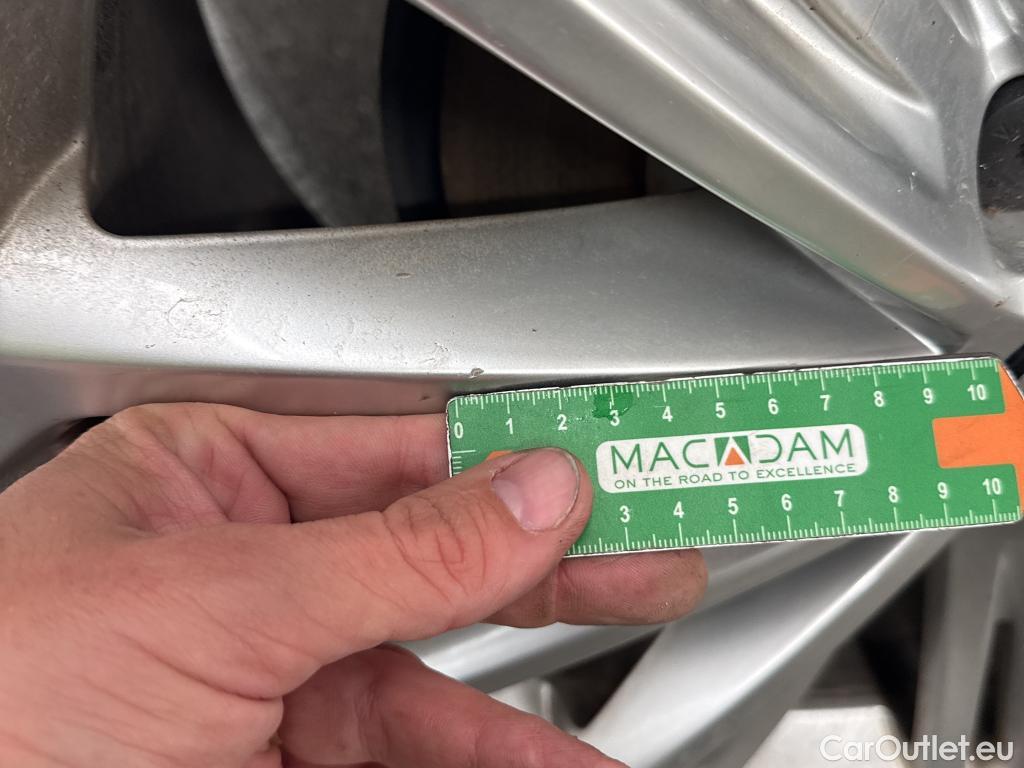 0 1 2 3 4 5 6 7 8 9 10
MACADAM
ON THE ROAD TO EXCELLENCE
3 4 5 6 7 8 9 10
CarOutlet.eu